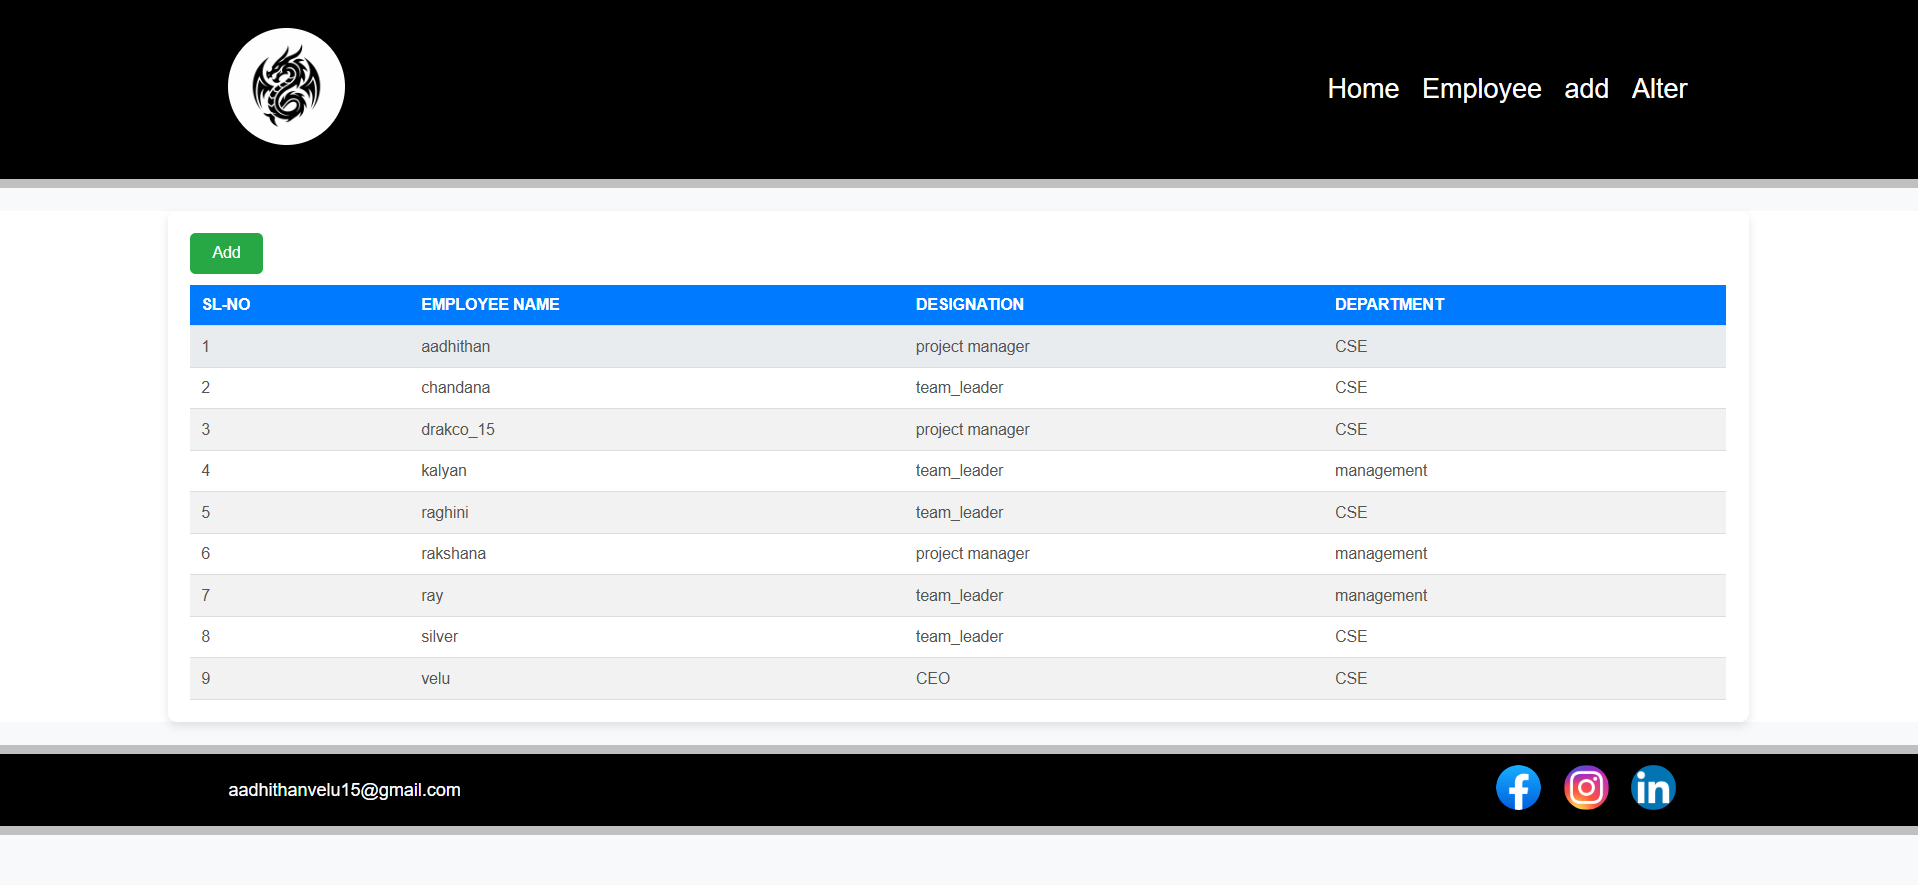 Home Employee add Alter
Add
SL-NO EMPLOYEE NAME DESIGNATION DEPARTMENT
1 aadhithan project manager CSE
2 chandana team_leader CSE
3 drakco_15 project manager CSE
4 kalyan team_leader management
5 raghini team_leader CSE
6 rakshana project manager management
7 ray team_leader management
8 silver team_leader CSE
9 velu CEO CSE
aadhithanvelu15@gmail.com
in